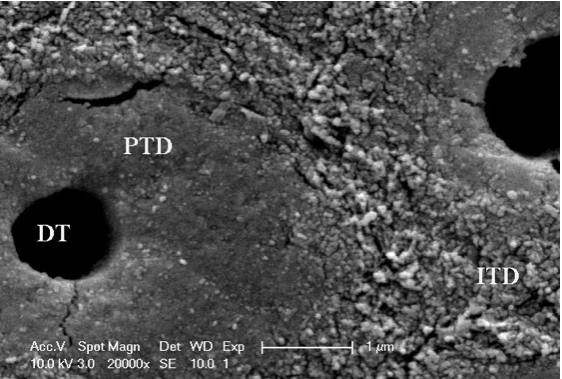 PTD
DT
ITD
Acc.V Spot Magn Det WD Exp 1 µm
10.0 kV 3.0 20000x SE 10.0 1